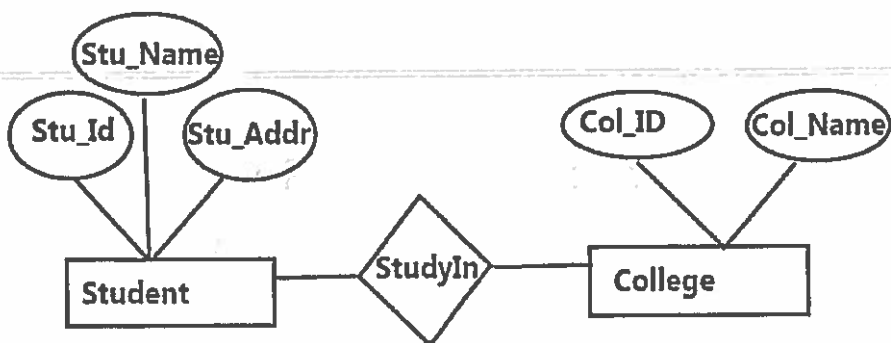 Stu_Name
Stu_Id
Stu_Addr
Col_ID
Col_Name
Student
StudyIn
College